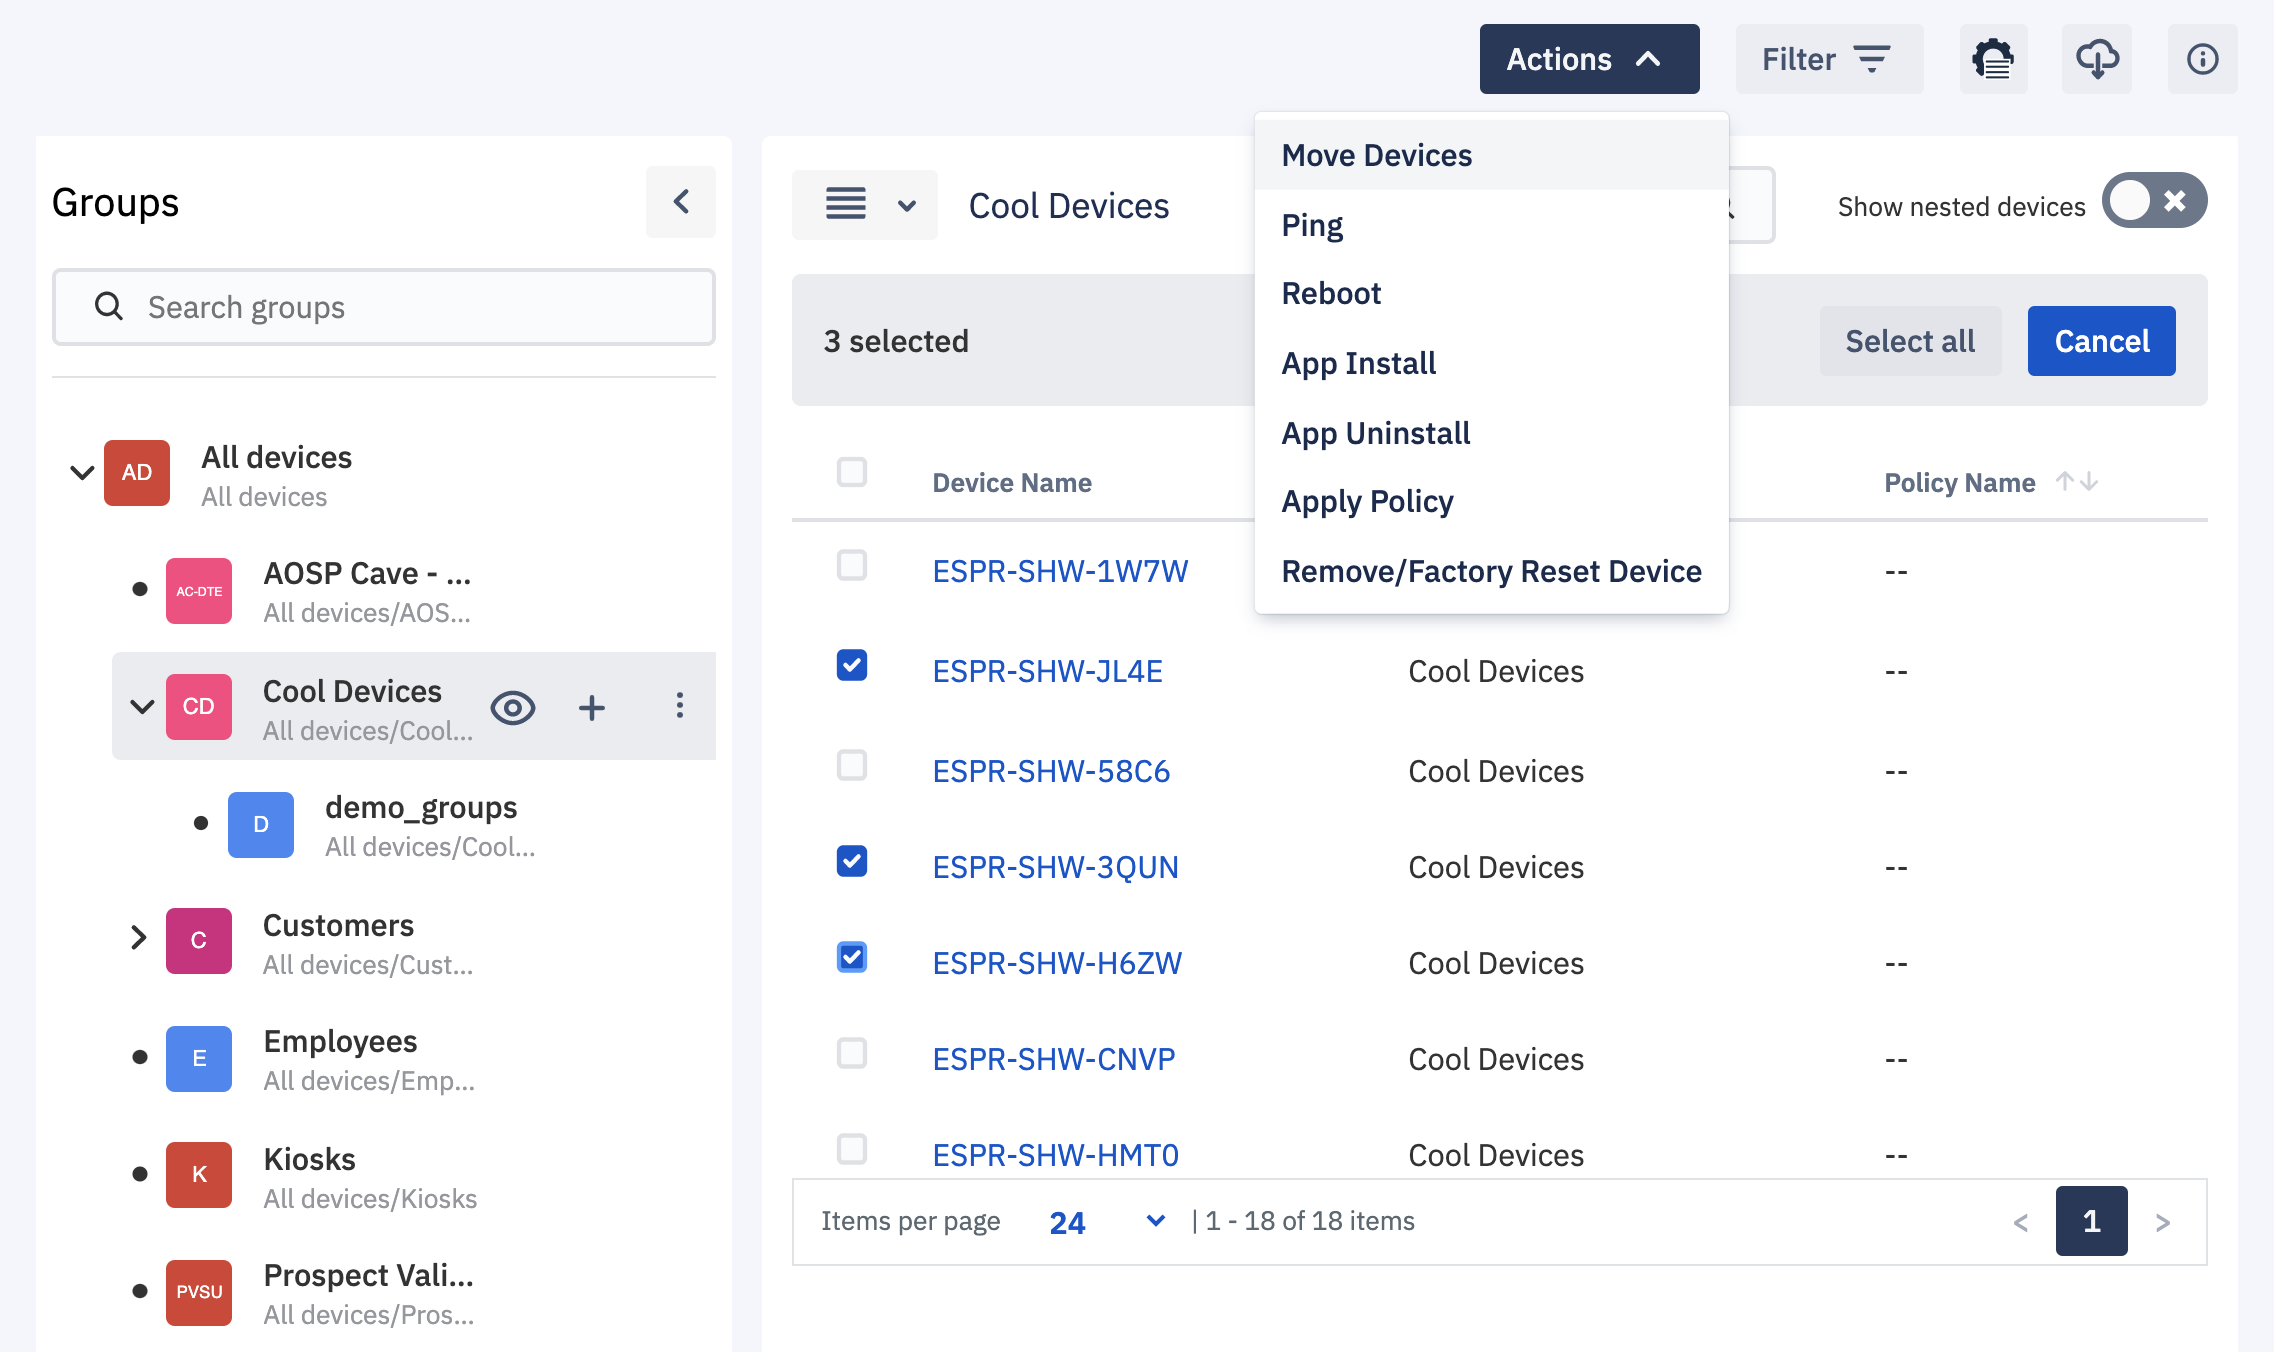 Actions
Filter
Groups
Search groups
AD
All devices
All devices
AC-DTE
AOSP Cave - ...
All devices/AOS...
CD
Cool Devices
All devices/Cool...
D
demo_groups
All devices/Cool...
C
Customers
All devices/Cust...
E
Employees
All devices/Emp...
K
Kiosks
All devices/Kiosks
PVSU
Prospect Vali...
All devices/Pros...
Cool Devices
Show nested devices
Move Devices
Ping
Reboot
App Install
App Uninstall
Apply Policy
Remove/Factory Reset Device
3 selected
Select all
Cancel
Device Name
Policy Name
ESPR-SHW-1W7W
--
ESPR-SHW-JL4E
Cool Devices
--
ESPR-SHW-58C6
Cool Devices
--
ESPR-SHW-3QUN
Cool Devices
--
ESPR-SHW-H6ZW
Cool Devices
--
ESPR-SHW-CNVP
Cool Devices
--
ESPR-SHW-HMT0
Cool Devices
--
Items per page 24 | 1 - 18 of 18 items
< 1 >